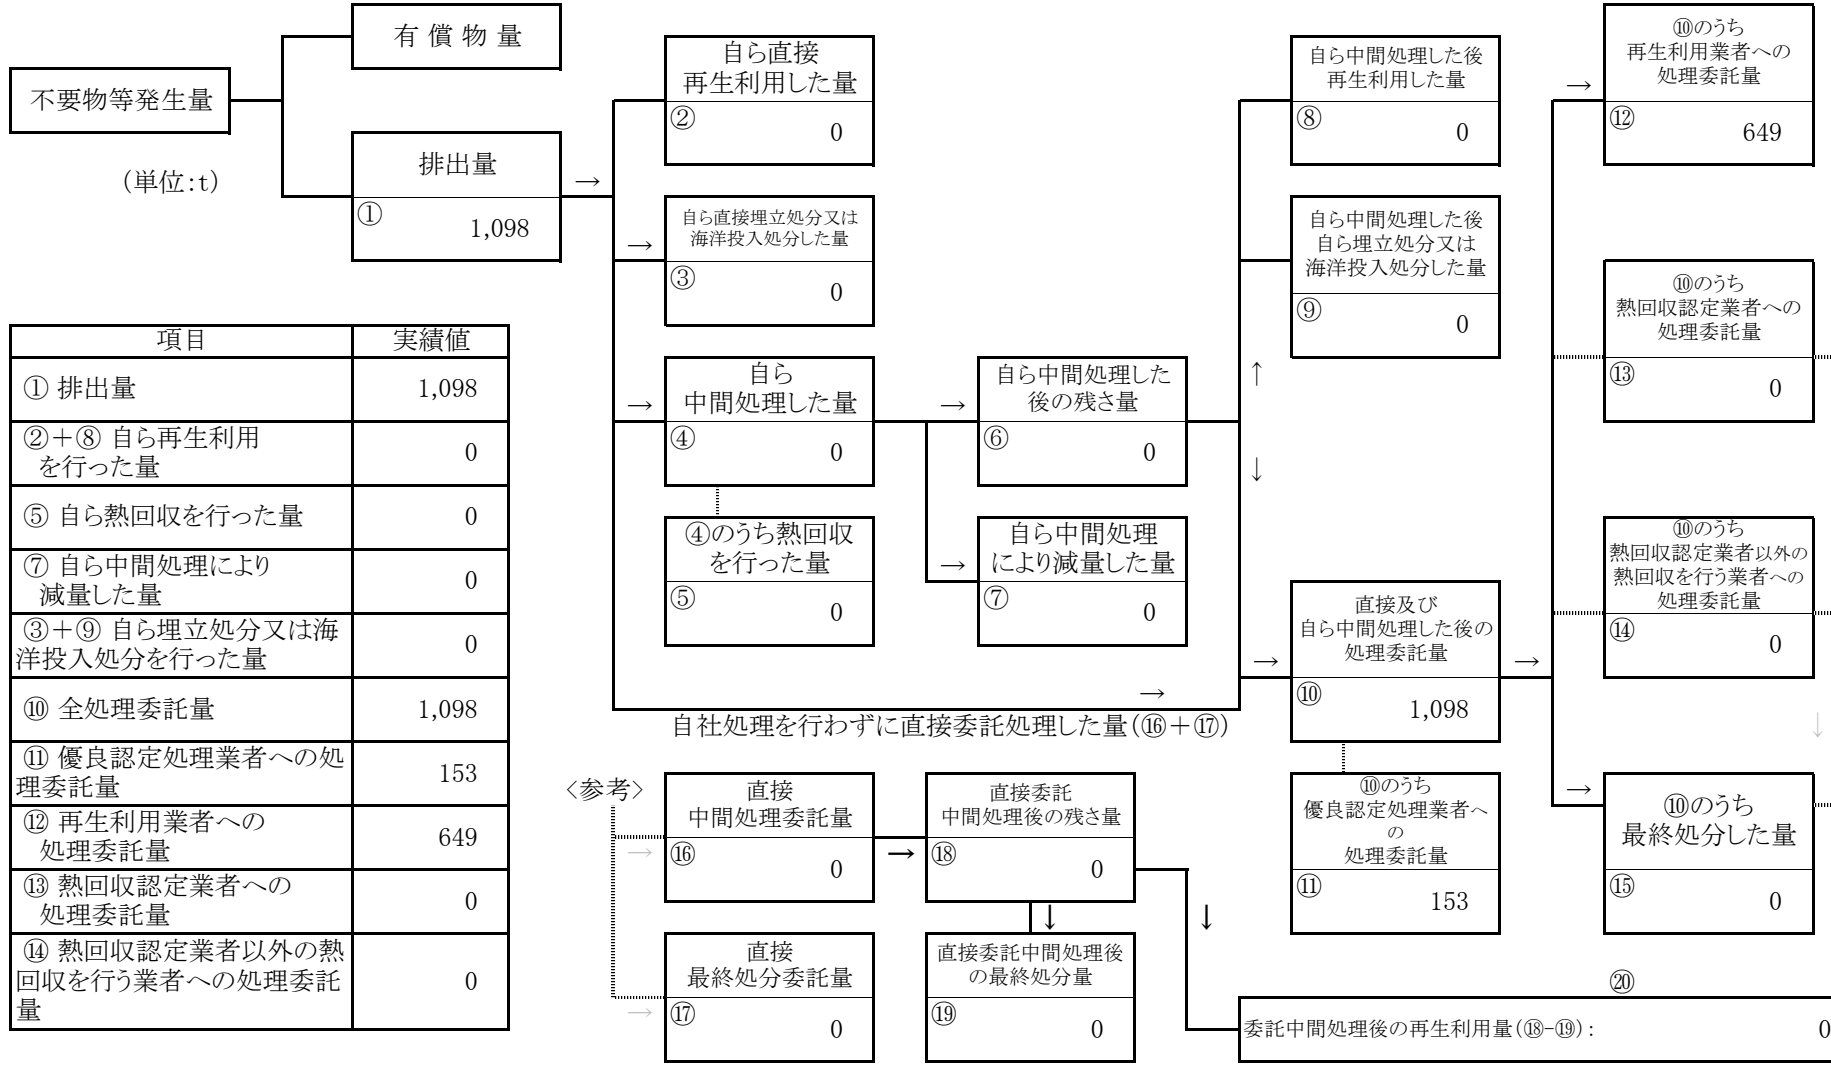 不要物等発生量
有 償 物 量
排出量
①
1,098
→
(単位:t)
自ら直接
再生利用した量
②
0
→
自ら直接埋立処分又は
海洋投入処分した量
③
0
→
自ら
中間処理した量
④
0
④のうち熱回収
を行った量
⑤
0
→
自ら中間処理した
後の残さ量
⑥
0
→
自ら中間処理
により減量した量
⑦
0
↑
↓
自ら中間処理した後
再生利用した量
⑧
0
自ら中間処理した後
自ら埋立処分又は
海洋投入処分した量
⑨
0
→
自社処理を行わずに直接委託処理した量(⑯+⑰)
→
直接及び
自ら中間処理した後の
処理委託量
⑩
1,098
⑩のうち
優良認定処理業者へ
の
処理委託量
⑪
153
→
→
⑩のうち
再生利用業者への
処理委託量
⑫
649
⑩のうち
熱回収認定業者への
処理委託量
⑬
0
⑩のうち
熱回収認定業者以外の
熱回収を行う業者への
処理委託量
⑭
0
↓
→
⑩のうち
最終処分した量
⑮
0
項目 実績値
① 排出量 1,098
②+⑧ 自ら再生利用
を行った量 0
⑤ 自ら熱回収を行った量 0
⑦ 自ら中間処理により
減量した量 0
③+⑨ 自ら埋立処分又は海
洋投入処分を行った量 0
⑩ 全処理委託量 1,098
⑪ 優良認定処理業者への処
理委託量 153
⑫ 再生利用業者への
処理委託量 649
⑬ 熱回収認定業者への
処理委託量 0
⑭ 熱回収認定業者以外の熱
回収を行う業者への処理委託
量 0
<参考>
→
直接
中間処理委託量
⑯
0
→
直接委託
中間処理後の残さ量
⑱
0
↓
↓
→
直接
最終処分委託量
⑰
0
直接委託中間処理後
の最終処分量
⑲
0
⑳
委託中間処理後の再生利用量(⑱-⑲): 0